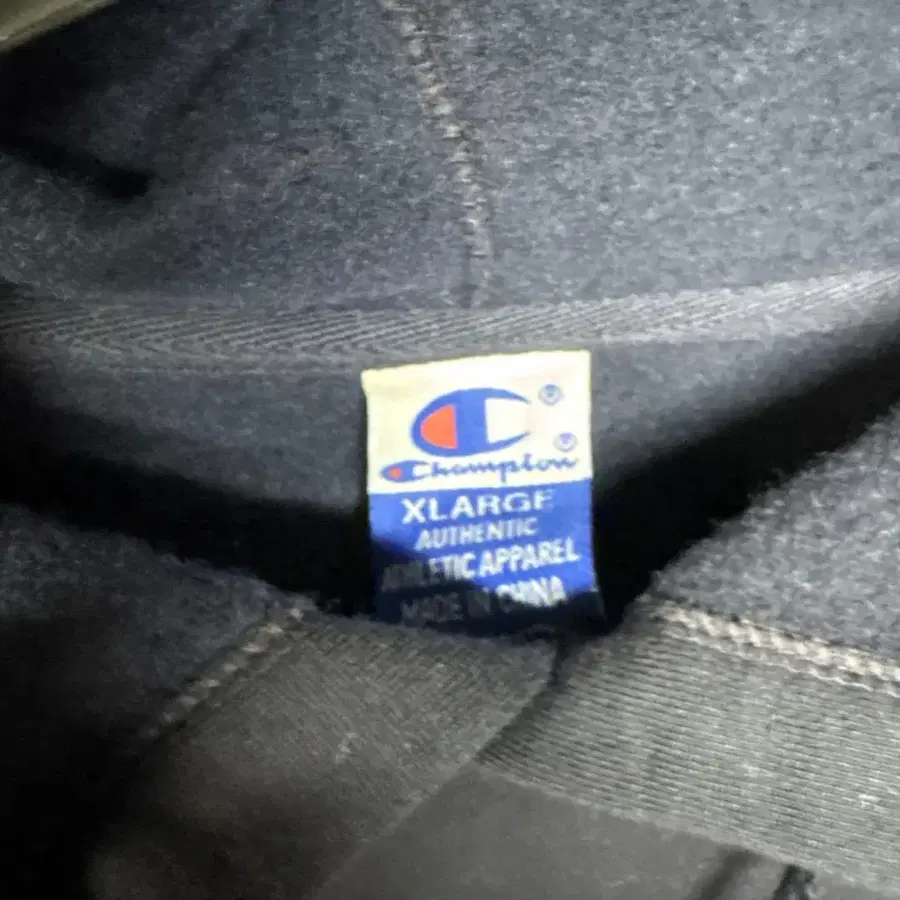 ® 
Champion ®
XLARGE
AUTHENTIC
ATHLETIC APPAREL
MADE IN CHINA